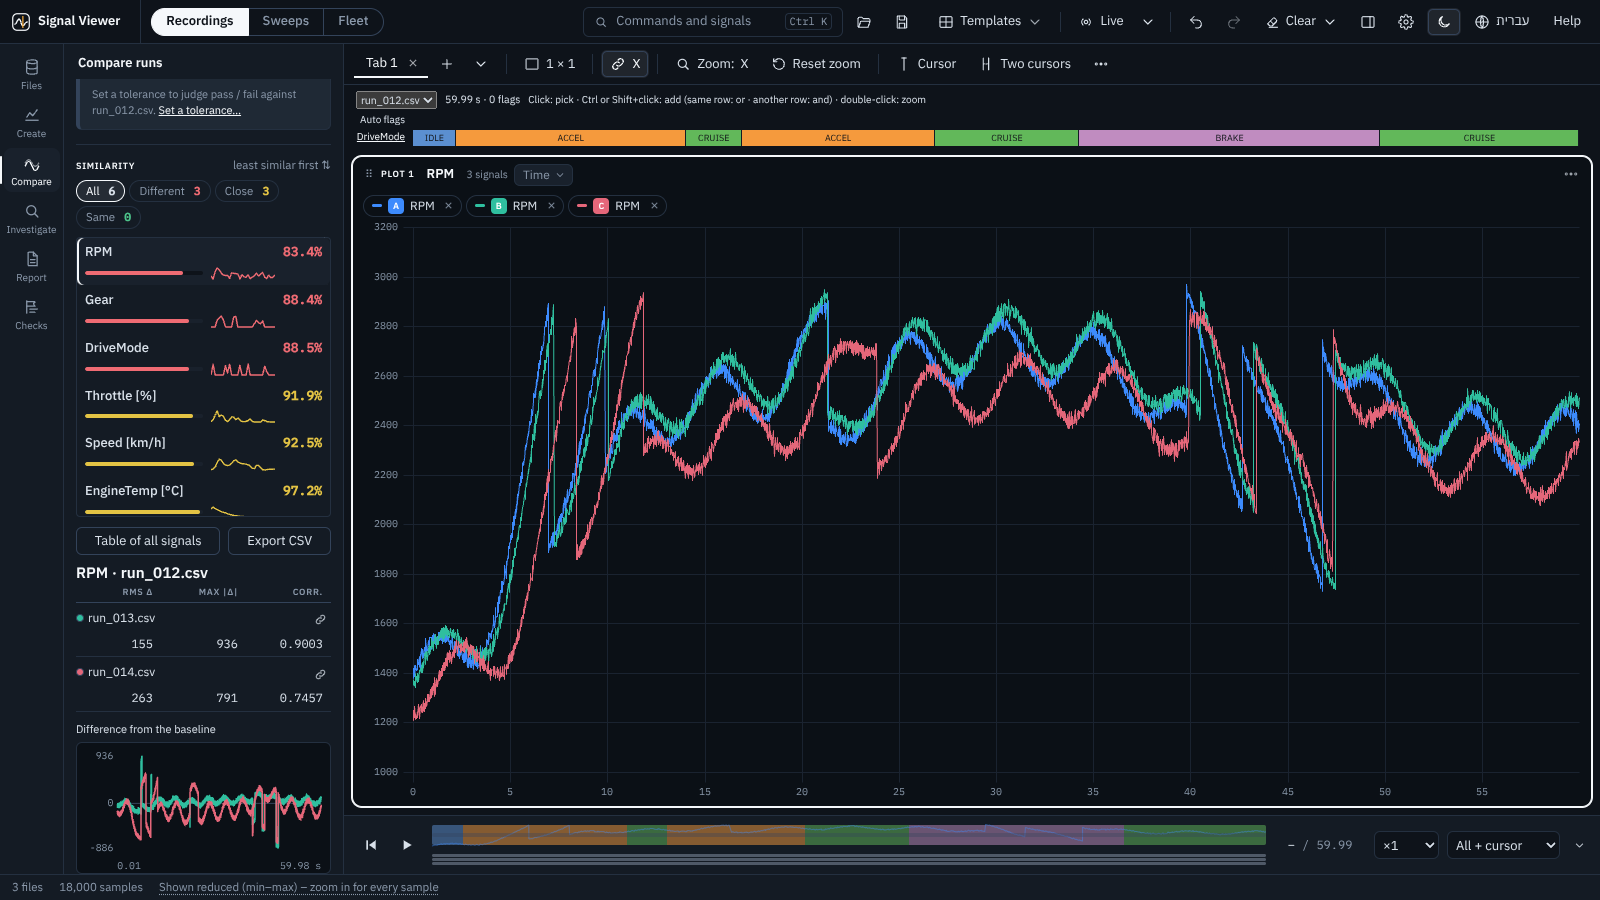 Signal Viewer
Recordings Sweeps Fleet
Commands and signals Ctrl K
Templates
Live
Clear
עברית
Help
Files
Create
Compare
Investigate
Report
Checks
Compare runs
Set a tolerance to judge pass / fail against
run_012.csv. Set a tolerance…
SIMILARITY least similar first ⇅
All 6 Different 3 Close 3
Same 0
RPM 83.4%
Gear 88.4%
DriveMode 88.5%
Throttle [%] 91.9%
Speed [km/h] 92.5%
EngineTemp [°C] 97.2%
Table of all signals Export CSV
RPM · run_012.csv
RMS Δ MAX |Δ| CORR.
run_013.csv
155 936 0.9003
run_014.csv
263 791 0.7457
Difference from the baseline
936
0
-886
0.01 59.98 s
Tab 1 × +
1 × 1
X
Zoom: X
Reset zoom
Cursor
Two cursors
run_012.csv 59.99 s · 0 flags Click: pick · Ctrl or Shift+click: add (same row: or · another row: and) · double-click: zoom
Auto flags
DriveMode IDLE ACCEL CRUISE ACCEL CRUISE BRAKE CRUISE
PLOT 1 RPM 3 signals Time
A RPM × B RPM × C RPM ×
3200
3000
2800
2600
2400
2200
2000
1800
1600
1400
1200
1000
0 5 10 15 20 25 30 35 40 45 50 55
– / 59.99 ×1 All + cursor
3 files 18,000 samples Shown reduced (min–max) – zoom in for every sample